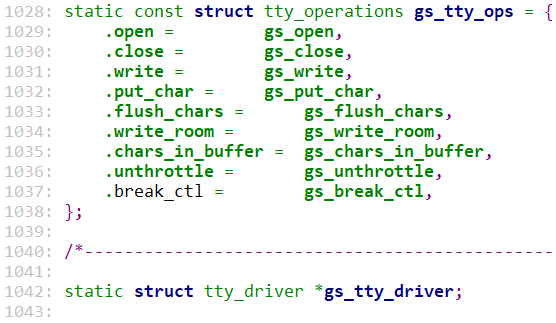 1028: static const struct tty_operations gs_tty_ops = {
1029:     .open =         gs_open,
1030:     .close =        gs_close,
1031:     .write =        gs_write,
1032:     .put_char =     gs_put_char,
1033:     .flush_chars =      gs_flush_chars,
1034:     .write_room =       gs_write_room,
1035:     .chars_in_buffer =  gs_chars_in_buffer,
1036:     .unthrottle =       gs_unthrottle,
1037:     .break_ctl =        gs_break_ctl,
1038: };
1039:
1040: /*-----------------------------------------------
1041:
1042: static struct tty_driver *gs_tty_driver;
1043: